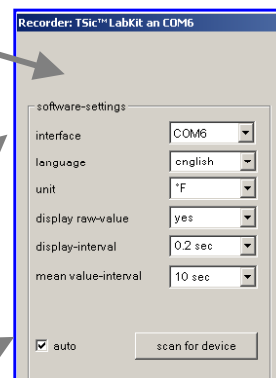 Recorder: TSic™ LabKit an COM6
software-settings
interface COM6
language english
unit °F
display raw-value yes
display-interval 0.2 sec
mean value-interval 10 sec
auto scan for device